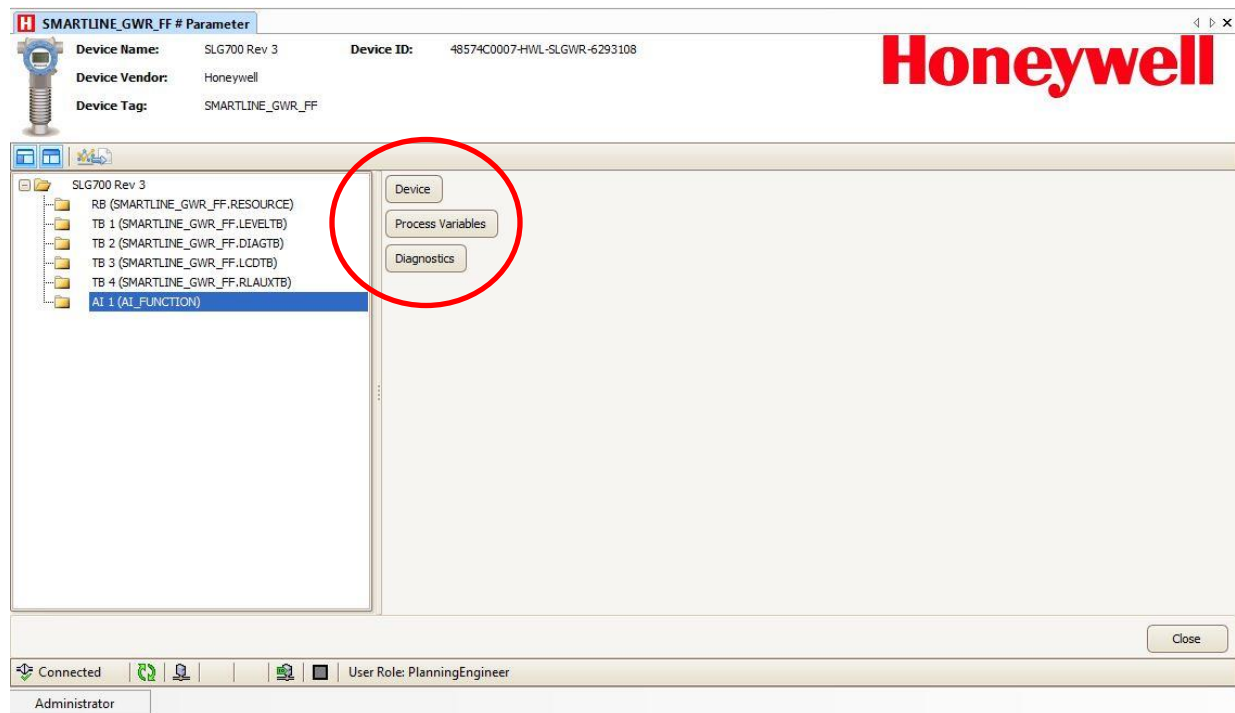 SMARTLINE_GWR_FF # Parameter
Device Name: SLG700 Rev 3 Device ID: 48574C0007-HWL-SLGWR-6293108
Device Vendor: Honeywell
Device Tag: SMARTLINE_GWR_FF
Honeywell
SLG700 Rev 3
RB (SMARTLINE_GWR_FF.RESOURCE)
TB 1 (SMARTLINE_GWR_FF.LEVELTB)
TB 2 (SMARTLINE_GWR_FF.DIAGTB)
TB 3 (SMARTLINE_GWR_FF.LCDTB)
TB 4 (SMARTLINE_GWR_FF.RLAUXTB)
AI 1 (AI_FUNCTION)
Device
Process Variables
Diagnostics
Close
Connected User Role: PlanningEngineer
Administrator